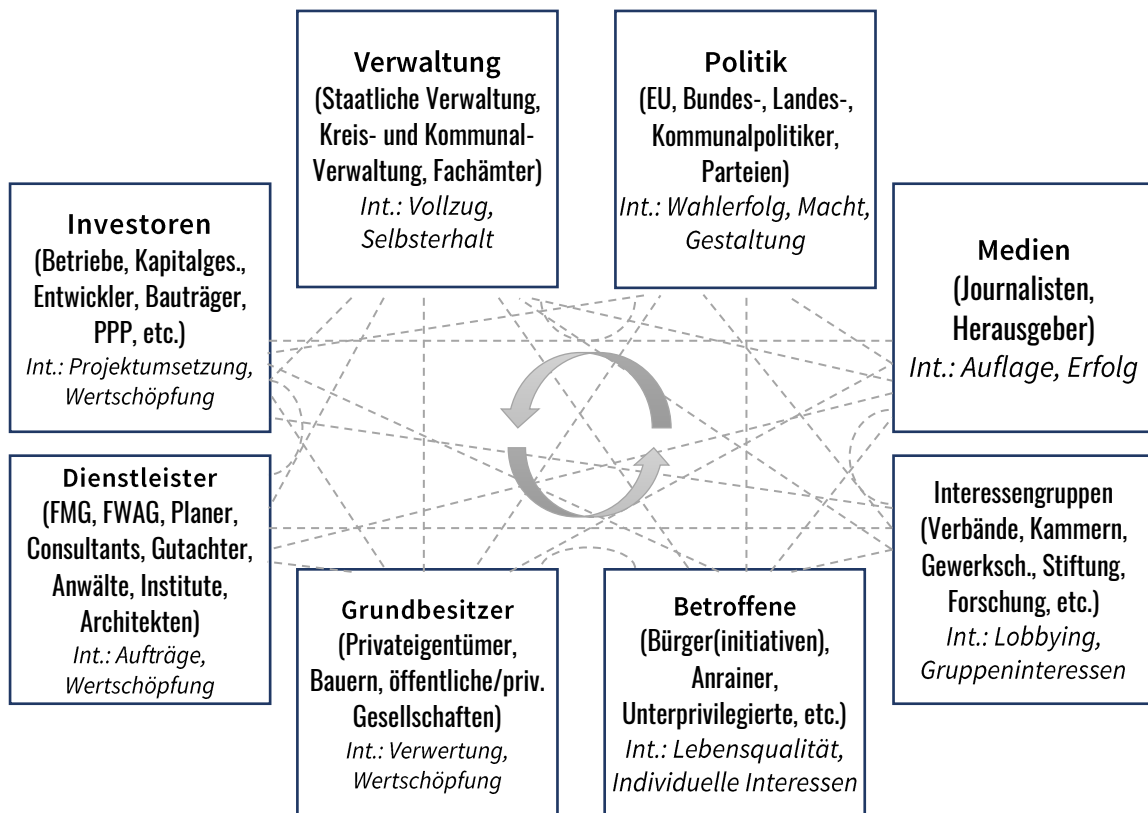 Verwaltung
(Staatliche Verwaltung,
Kreis- und Kommunal-
Verwaltung, Fachämter)
Int.: Vollzug,
Selbsterhalt
Politik
(EU, Bundes-, Landes-,
Kommunalpolitiker,
Parteien)
Int.: Wahlerfolg, Macht,
Gestaltung
Investoren
(Betriebe, Kapitalges.,
Entwickler, Bauträger,
PPP, etc.)
Int.: Projektumsetzung,
Wertschöpfung
Medien
(Journalisten,
Herausgeber)
Int.: Auflage, Erfolg
Dienstleister
(FMG, FWAG, Planer,
Consultants, Gutachter,
Anwälte, Institute,
Architekten)
Int.: Aufträge,
Wertschöpfung
Interessengruppen
(Verbände, Kammern,
Gewerksch., Stiftung,
Forschung, etc.)
Int.: Lobbying,
Gruppeninteressen
Grundbesitzer
(Privateigentümer,
Bauern, öffentliche/priv.
Gesellschaften)
Int.: Verwertung,
Wertschöpfung
Betroffene
(Bürger(initiativen),
Anrainer,
Unterprivilegierte, etc.)
Int.: Lebensqualität,
Individuelle Interessen